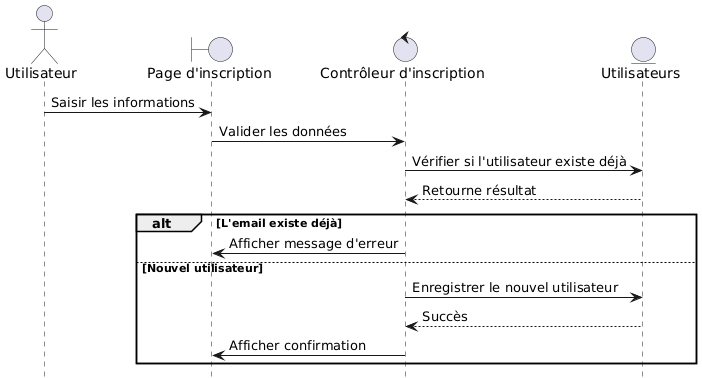 Utilisateur
Page d'inscription
Contrôleur d'inscription
Utilisateurs
Saisir les informations
Valider les données
Vérifier si l'utilisateur existe déjà
Retourne résultat
alt
[L'email existe déjà]
Afficher message d'erreur
[Nouvel utilisateur]
Enregistrer le nouvel utilisateur
Succès
Afficher confirmation